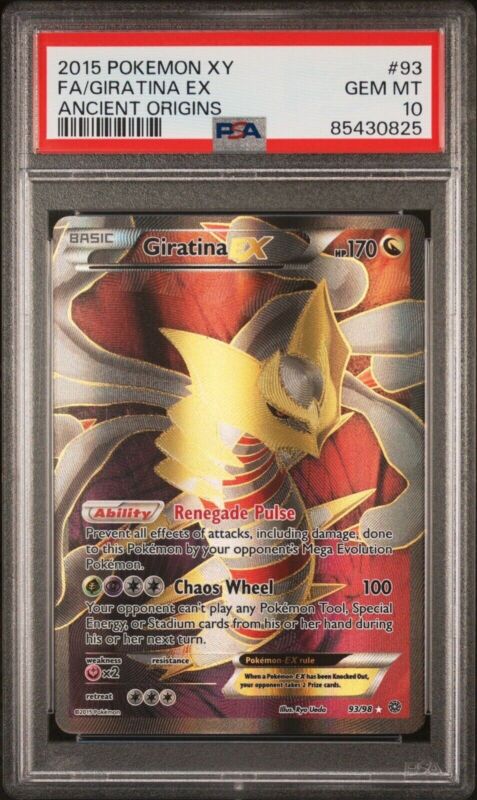 2015 POKEMON XY #93
FA/GIRATINA EX GEM MT
ANCIENT ORIGINS 10
PSA 85430825
BASIC Giratina EX HP170
Ability Renegade Pulse
Prevent all effects of attacks, including damage, done
to this Pokémon by your opponent's Mega Evolution
Pokémon.
Chaos Wheel 100
Your opponent can't play any Pokémon Tool, Special
Energy, or Stadium cards from his or her hand during
his or her next turn.
weakness resistance
×2
Pokémon-EX rule
When a Pokémon-EX has been Knocked Out,
your opponent takes 2 Prize cards.
retreat
©2015 Pokémon Illus. Ryo Ueda 93/98
PSA